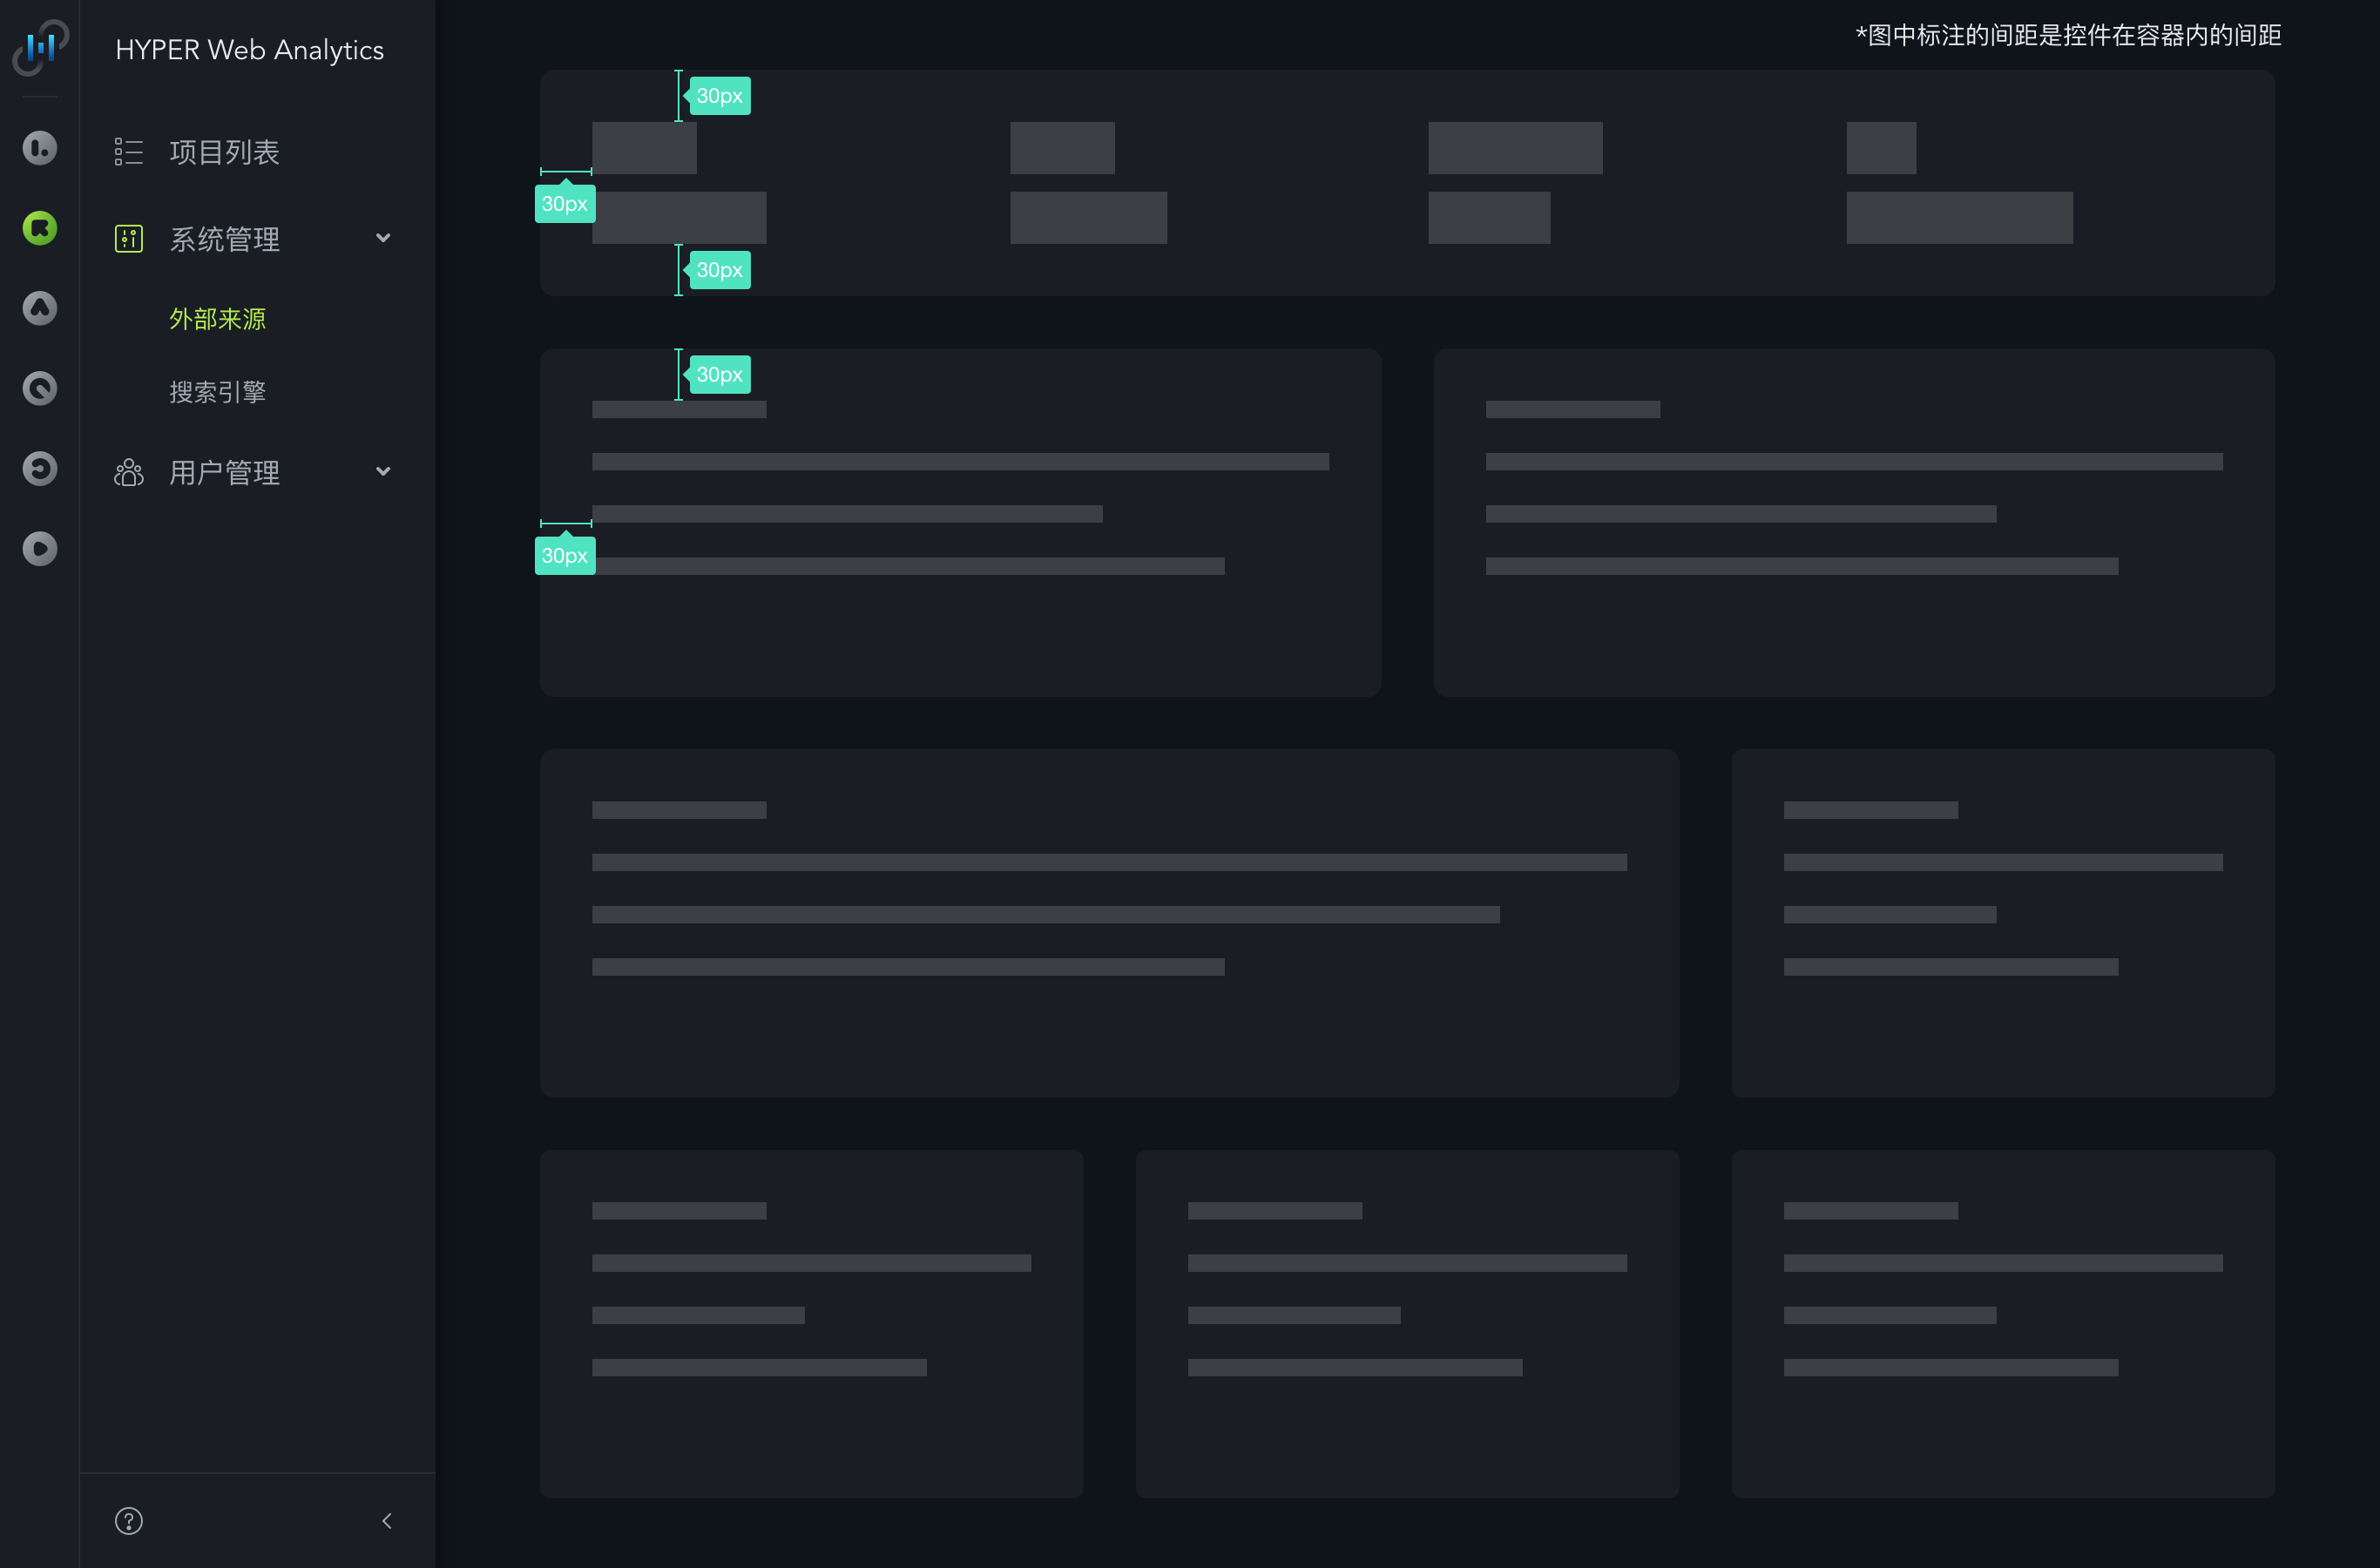 HYPER Web Analytics
项目列表
系统管理
外部来源
搜索引擎
用户管理
*图中标注的间距是控件在容器内的间距
30px
30px
30px
30px
30px